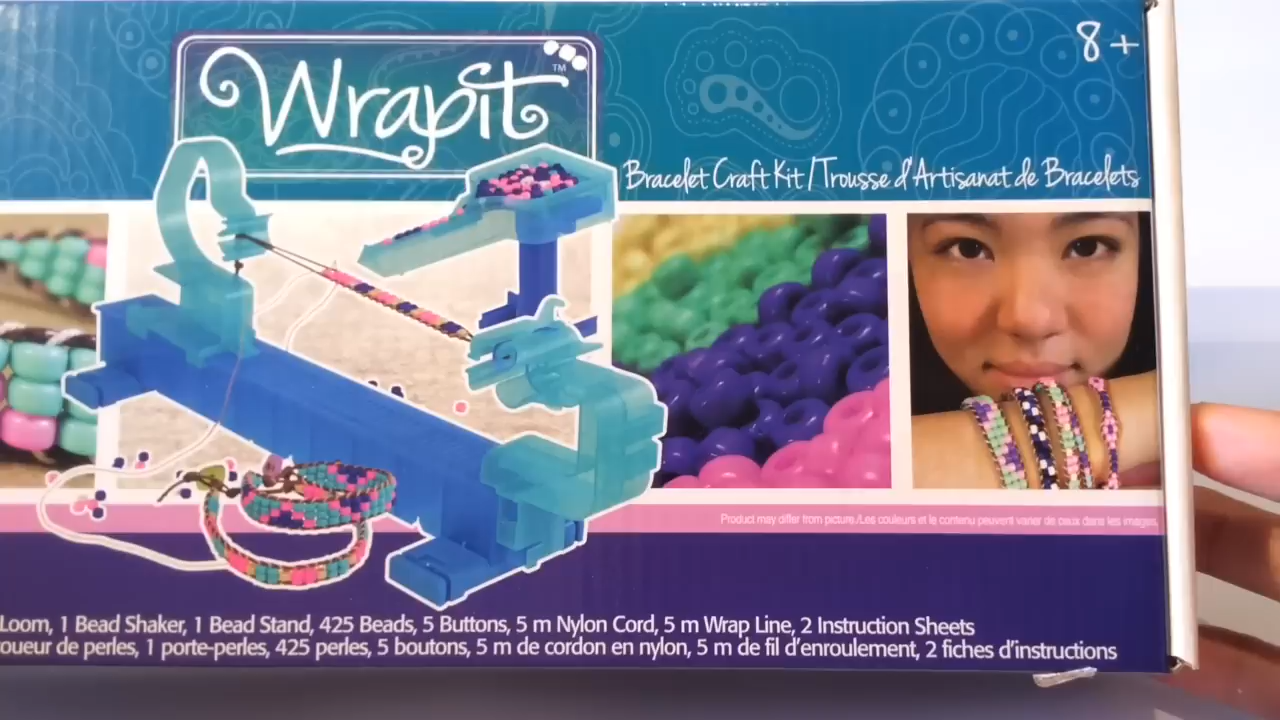 8+
Wrapit™
Bracelet Craft Kit / Trousse d'Artisanat de Bracelets
Product may differ from picture./Les couleurs et le contenu peuvent varier de ceux dans les images.
Loom, 1 Bead Shaker, 1 Bead Stand, 425 Beads, 5 Buttons, 5 m Nylon Cord, 5 m Wrap Line, 2 Instruction Sheets
oueur de perles, 1 porte-perles, 425 perles, 5 boutons, 5 m de cordon en nylon, 5 m de fil d'enroulement, 2 fiches d'instructions